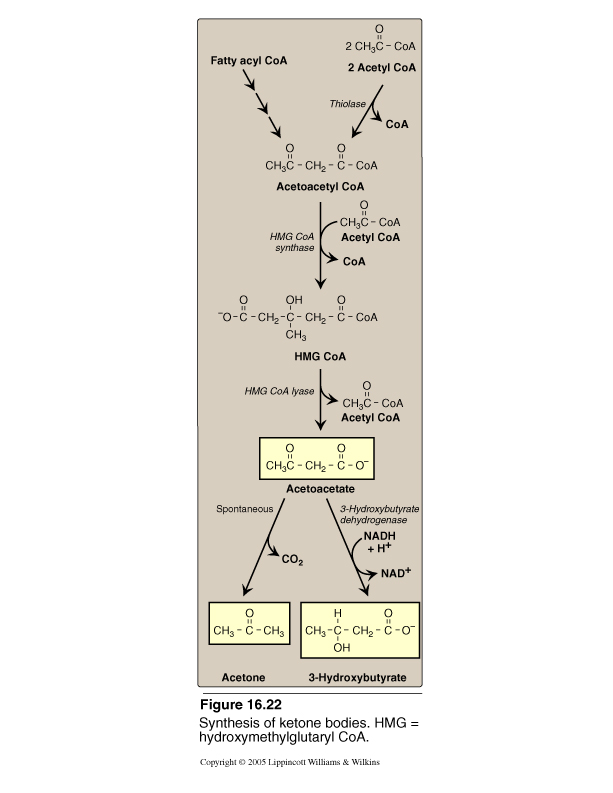 O
||
2 CH₃C – CoA
Fatty acyl CoA
2 Acetyl CoA
Thiolase
CoA
O O
|| ||
CH₃C – CH₂ – C – CoA
Acetoacetyl CoA
O
||
CH₃C – CoA
HMG CoA
synthase
Acetyl CoA
CoA
O OH O
|| | ||
⁻O – C – CH₂ – C – CH₂ – C – CoA
|
CH₃
HMG CoA
HMG CoA lyase
O
||
CH₃C – CoA
Acetyl CoA
O O
|| ||
CH₃C – CH₂ – C – O⁻
Acetoacetate
Spontaneous
3-Hydroxybutyrate
dehydrogenase
NADH
+ H⁺
CO₂
NAD⁺
O
||
CH₃ – C – CH₃
H O
| ||
CH₃ – C – CH₂ – C – O⁻
|
OH
Acetone
3-Hydroxybutyrate
Figure 16.22
Synthesis of ketone bodies. HMG =
hydroxymethylglutaryl CoA.
Copyright © 2005 Lippincott Williams & Wilkins